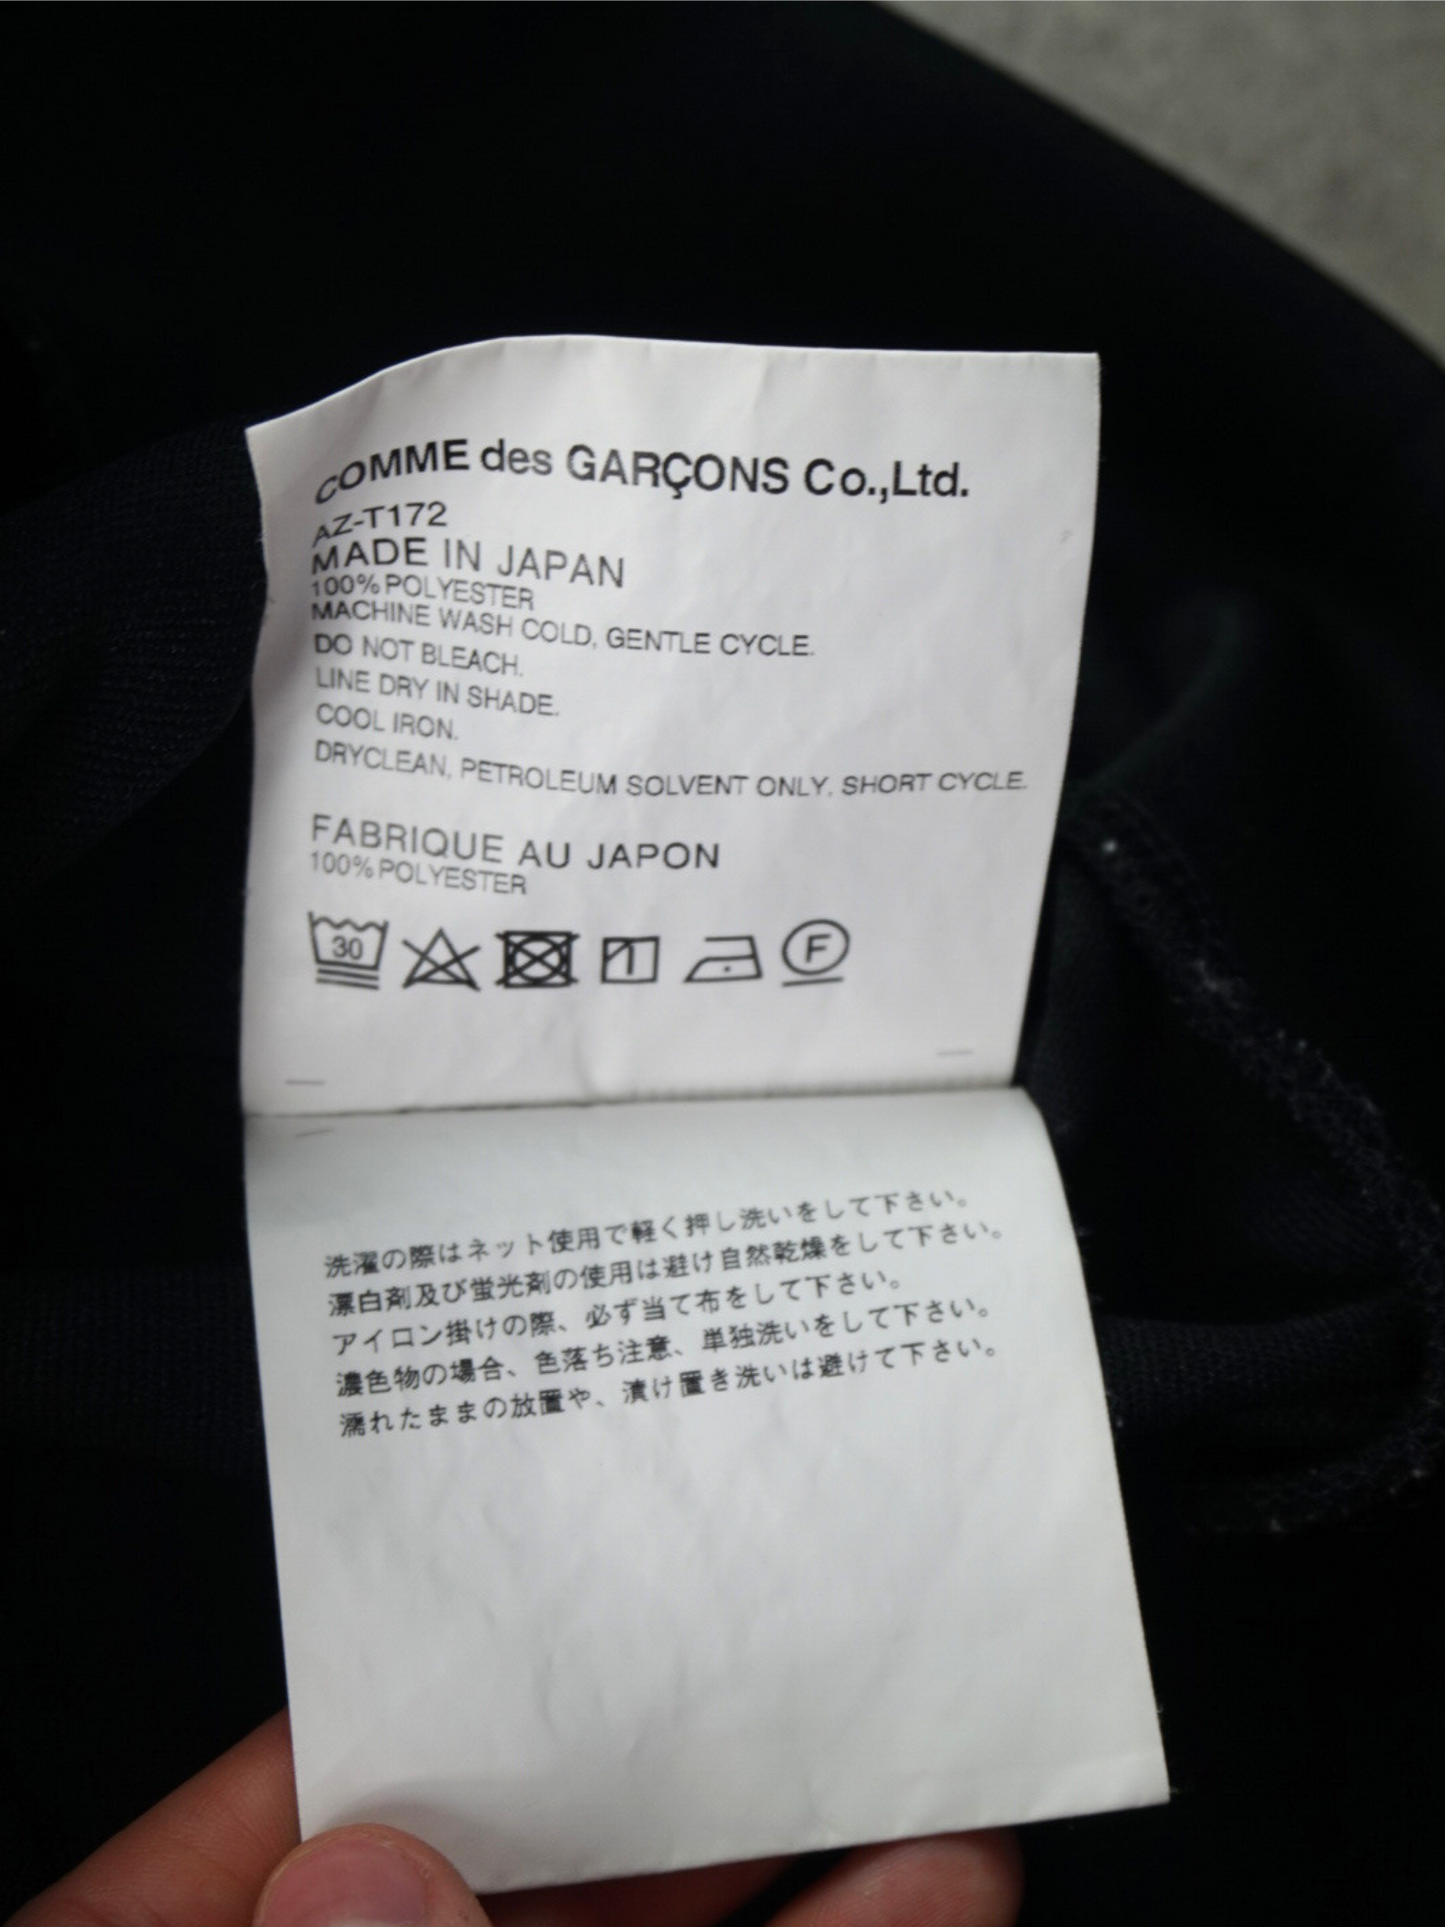 COMME des GARÇONS Co.,Ltd.
AZ-T172
MADE IN JAPAN
100% POLYESTER
MACHINE WASH COLD, GENTLE CYCLE.
DO NOT BLEACH.
LINE DRY IN SHADE.
COOL IRON.
DRYCLEAN, PETROLEUM SOLVENT ONLY. SHORT CYCLE.
FABRIQUE AU JAPON
100% POLYESTER
30 F
洗濯の際はネット使用で軽く押し洗いをして下さい。
漂白剤及び蛍光剤の使用は避け自然乾燥をして下さい。
アイロン掛けの際、必ず当て布をして下さい。
濃色物の場合、色落ち注意、単独洗いをして下さい。
濡れたままの放置や、漬け置き洗いは避けて下さい。